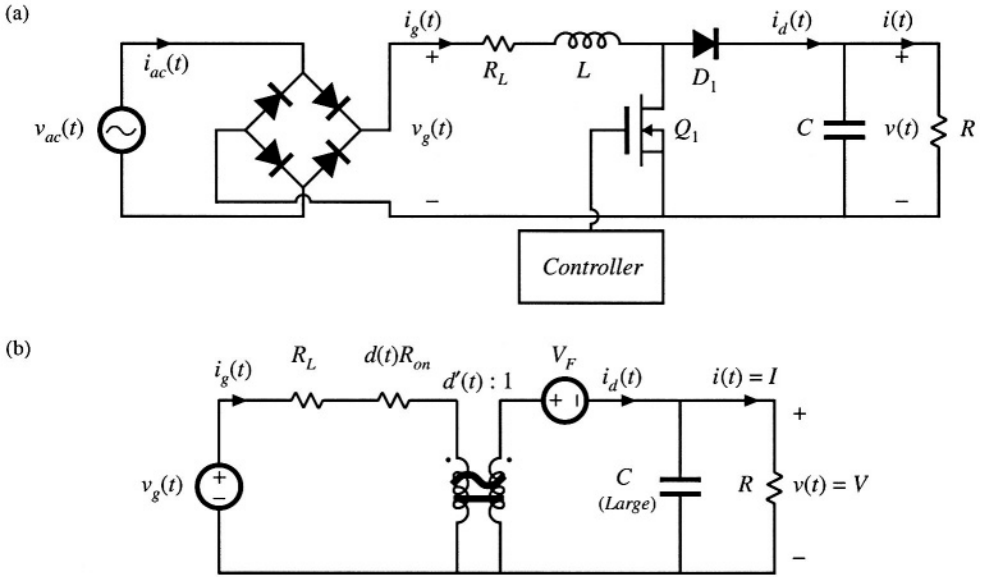 (a)
i_g(t)
i_d(t)
i(t)
i_ac(t)
+
R_L
L
D_1
+
v_ac(t)
v_g(t)
Q_1
C
v(t)
R
−
−
Controller
(b)
R_L
d(t)R_on
V_F
i_g(t)
d'(t) : 1
i_d(t)
i(t) = I
+ −
+
v_g(t)
+
−
C
(Large)
R
v(t) = V
−